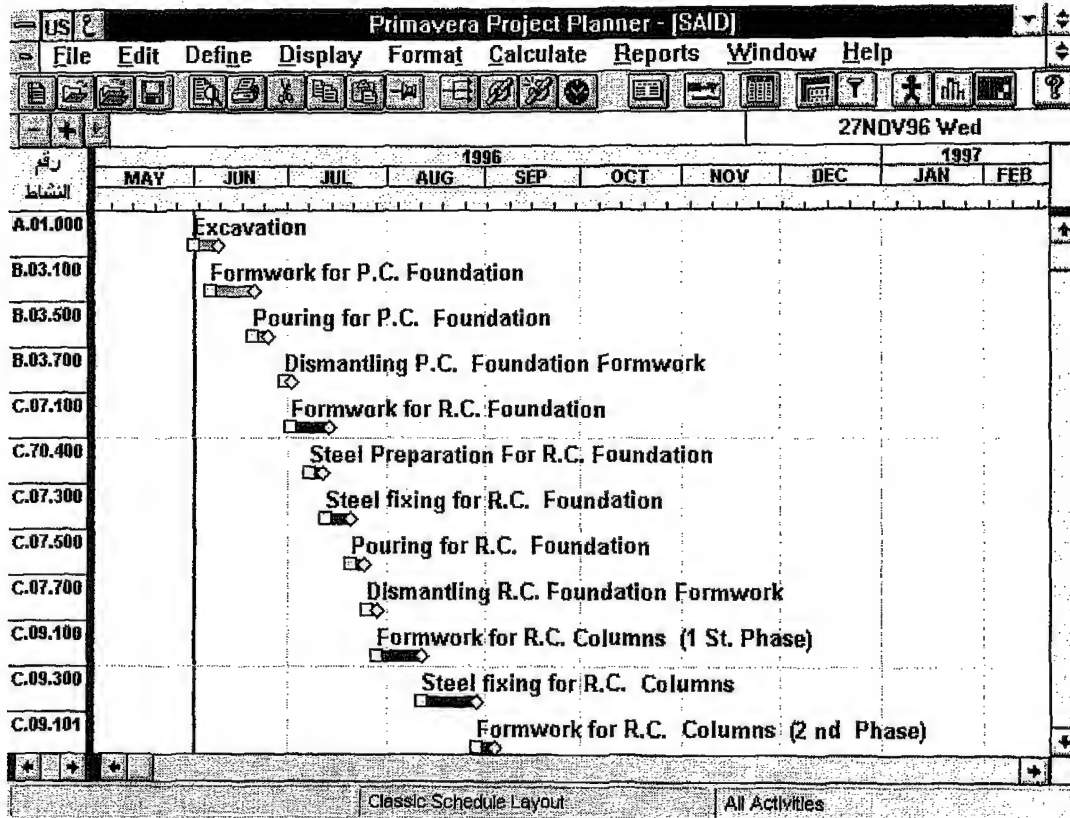 US ع Primavera Project Planner - [SAID]
File Edit Define Display Format Calculate Reports Window Help
27NOV96 Wed
رقم
النشاط
1996 1997
MAY JUN JUL AUG SEP OCT NOV DEC JAN FEB
A.01.000 Excavation
B.03.100 Formwork for P.C. Foundation
B.03.500 Pouring for P.C. Foundation
B.03.700 Dismantling P.C. Foundation Formwork
C.07.100 Formwork for R.C. Foundation
C.70.400 Steel Preparation For R.C. Foundation
C.07.300 Steel fixing for R.C. Foundation
C.07.500 Pouring for R.C. Foundation
C.07.700 Dismantling R.C. Foundation Formwork
C.09.100 Formwork for R.C. Columns (1 St. Phase)
C.09.300 Steel fixing for R.C. Columns
C.09.101 Formwork for R.C. Columns (2 nd Phase)
Classic Schedule Layout All Activities